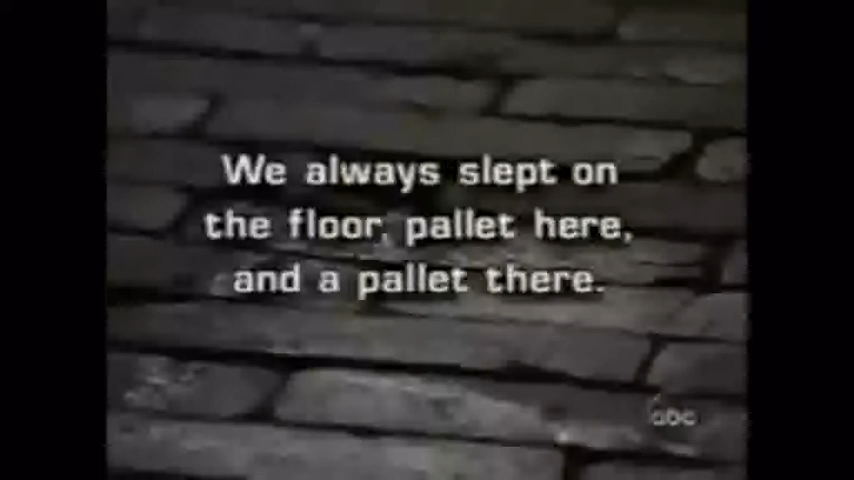 We always slept on
the floor, pallet here,
and a pallet there.
abc